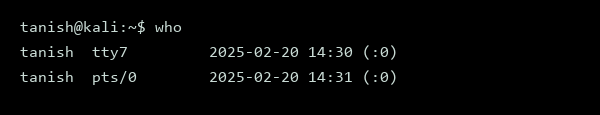 tanish@kali:~$ who
tanish  tty7         2025-02-20 14:30 (:0)
tanish  pts/0        2025-02-20 14:31 (:0)